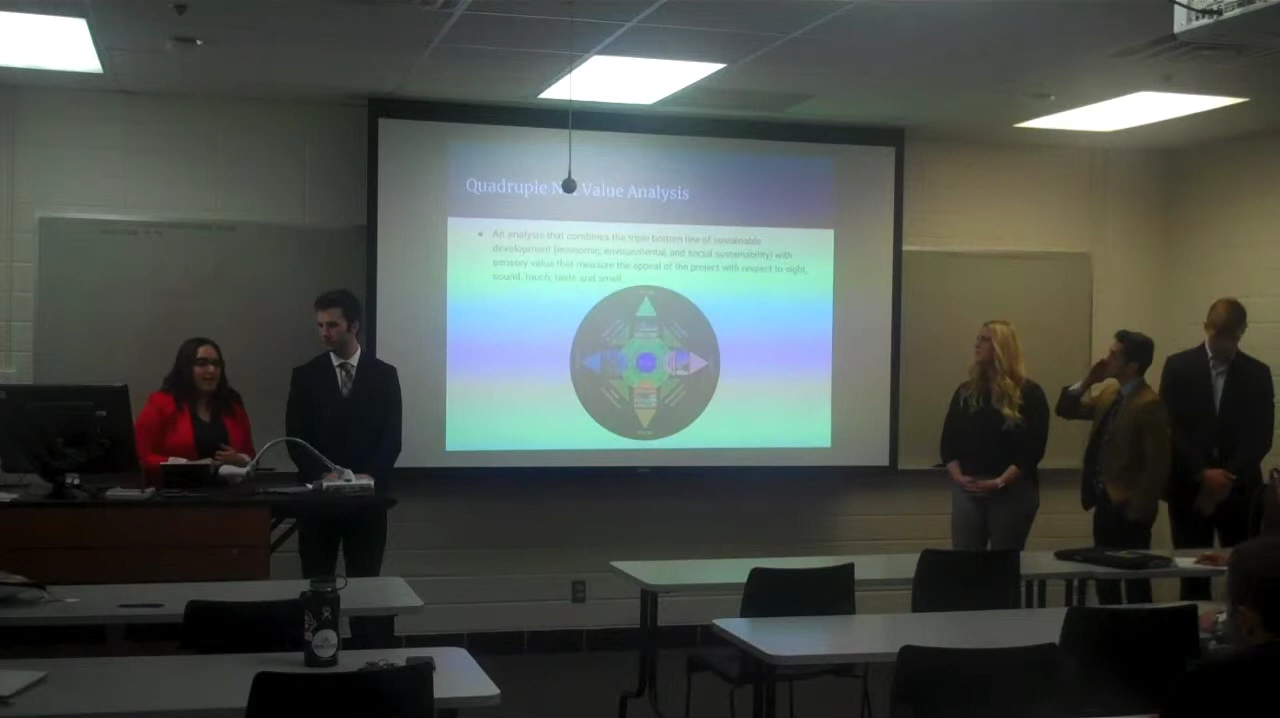 Quadruple Net Value Analysis
An analysis that combines the triple bottom line of sustainable
development (economic, environmental, and social sustainability) with
sensory value that measure the appeal of the project with respect to sight,
sound, touch, taste and smell.